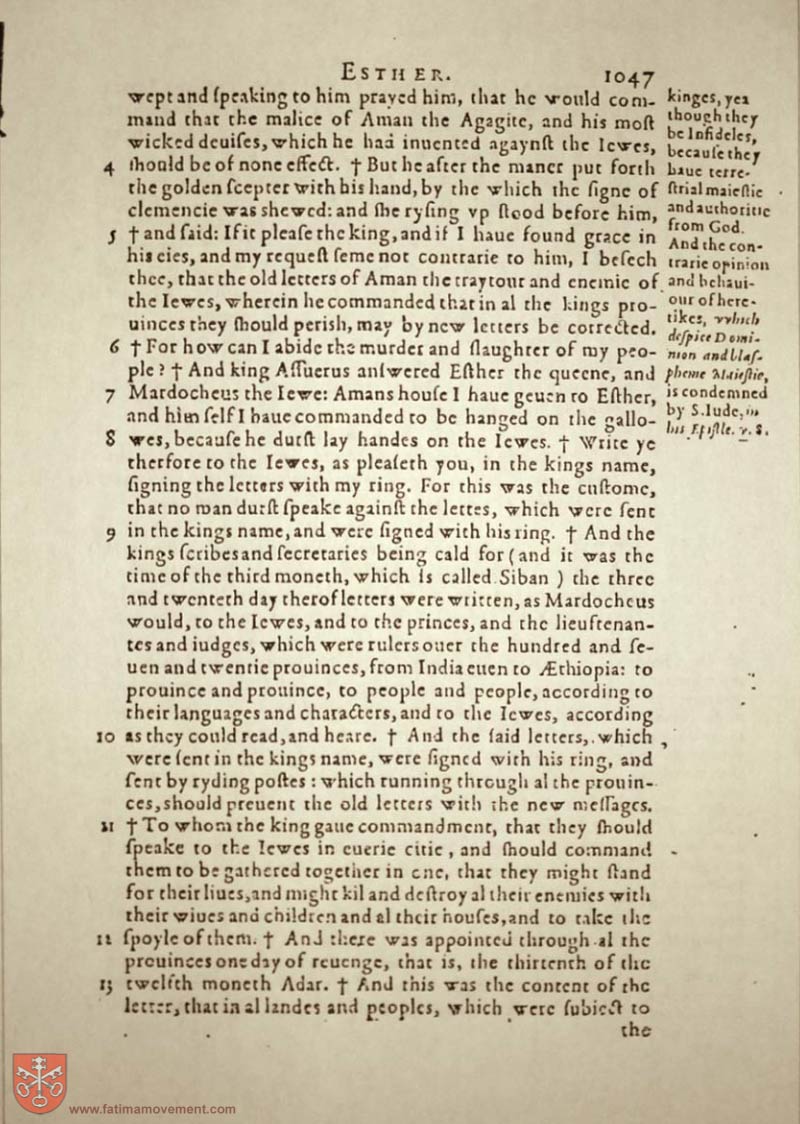 ESTHER. 1047
wept and ſpeaking to him prayed him, that he would com-
mand that the malice of Aman the Agagite, and his moſt
wicked deuiſes, which he had inuented agaynſt the Iewes,
4 ſhould be of none effect. † But he after the maner put forth
the golden ſcepter with his hand, by the which the ſigne of
clemencie was shewed: and ſhe ryſing vp ſtood before him,
5 † and ſaid: If it pleaſe the king, and if I haue found grace in
his eies, and my requeſt ſeme not contrarie to him, I beſech
thee, that the old letters of Aman the traytour and enemie of
the Iewes, wherein he commanded that in al the kings pro-
uinces they ſhould perish, may by new letters be corrected.
6 † For how can I abide the murder and ſlaughter of my peo-
ple? † And king Aſſuerus anſwered Eſther the queene, and
7 Mardocheus the Iewe: Amans houſe I haue geuen to Eſther,
and him ſelf I haue commanded to be hanged on the gallo-
8 wes, becauſe he durſt lay handes on the Iewes. † Write ye
therfore to the Iewes, as pleaſeth you, in the kings name,
ſigning the letters with my ring. For this was the cuſtome,
that no man durſt ſpeake againſt the lettes, which were ſent
9 in the kings name, and were ſigned with his ring. † And the
kings ſcribes and ſecretaries being cald for (and it was the
time of the third moneth, which is called Siban ) the three
and twenteth day therof letters were written, as Mardocheus
would, to the Iewes, and to the princes, and to the lieuftenan-
tes and iudges, which were rulers ouer the hundred and ſe-
uen and twentie prouinces, from India euen to Æthiopia: to
prouince and prouince, to people and people, according to
their languages and characters, and to the Iewes, according
10 as they could read, and heare. † And the ſaid letters, which
were ſent in the kings name, were ſigned with his ring, and
ſent by ryding poſtes: which running through al the prouin-
ces, should preuent the old letters with the new meſſages.
11 † To whom the king gaue commandment, that they ſhould
ſpeake to the Iewes in euerie citie, and ſhould command
them to be gathered together in one, that they might ſtand
for their liues, and might kil and deſtroy al their enemies with
their wiues and children and al their houſes, and to take the
12 ſpoyle of them. † And there was appointed through al the
prouinces one day of reuenge, that is, the thirtenth of the
13 twelfth moneth Adar. † And this was the content of the
letter, that in al landes and peoples, which were ſubiect to
the
kinges, yea
though they
be Infideles,
becauſe they
haue terre-
ſtrial maieſtie
and authoritie
from God.
And the con-
trarie opinion
and behaui-
our of here-
tikes, which
deſpiſe Domi-
nion and blaſ-
pheme Maieſtie,
is condemned
by S. Iude, in
his Epiſtle. v. 8.
www.fatimamovement.com